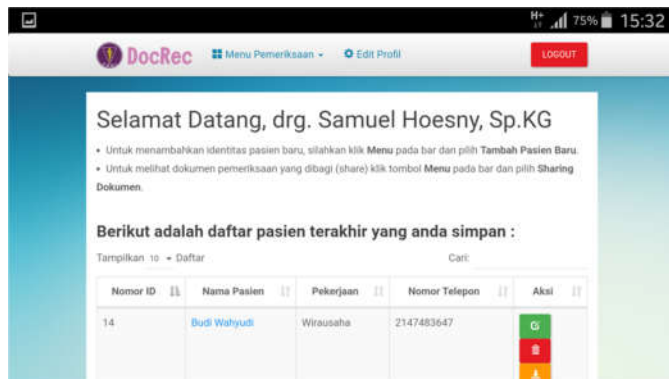 H+ 75% 15:32
DocRec Menu Pemeriksaan Edit Profil LOGOUT
Selamat Datang, drg. Samuel Hoesny, Sp.KG
• Untuk menambahkan identitas pasien baru, silahkan klik Menu pada bar dan pilih Tambah Pasien Baru.
• Untuk melihat dokumen pemeriksaan yang dibagi (share) klik tombol Menu pada bar dan pilih Sharing
Dokumen.
Berikut adalah daftar pasien terakhir yang anda simpan :
Tampilkan 10 Daftar Cari:
Nomor ID Nama Pasien Pekerjaan Nomor Telepon Aksi
14 Budi Wahyudi Wirausaha 2147483647